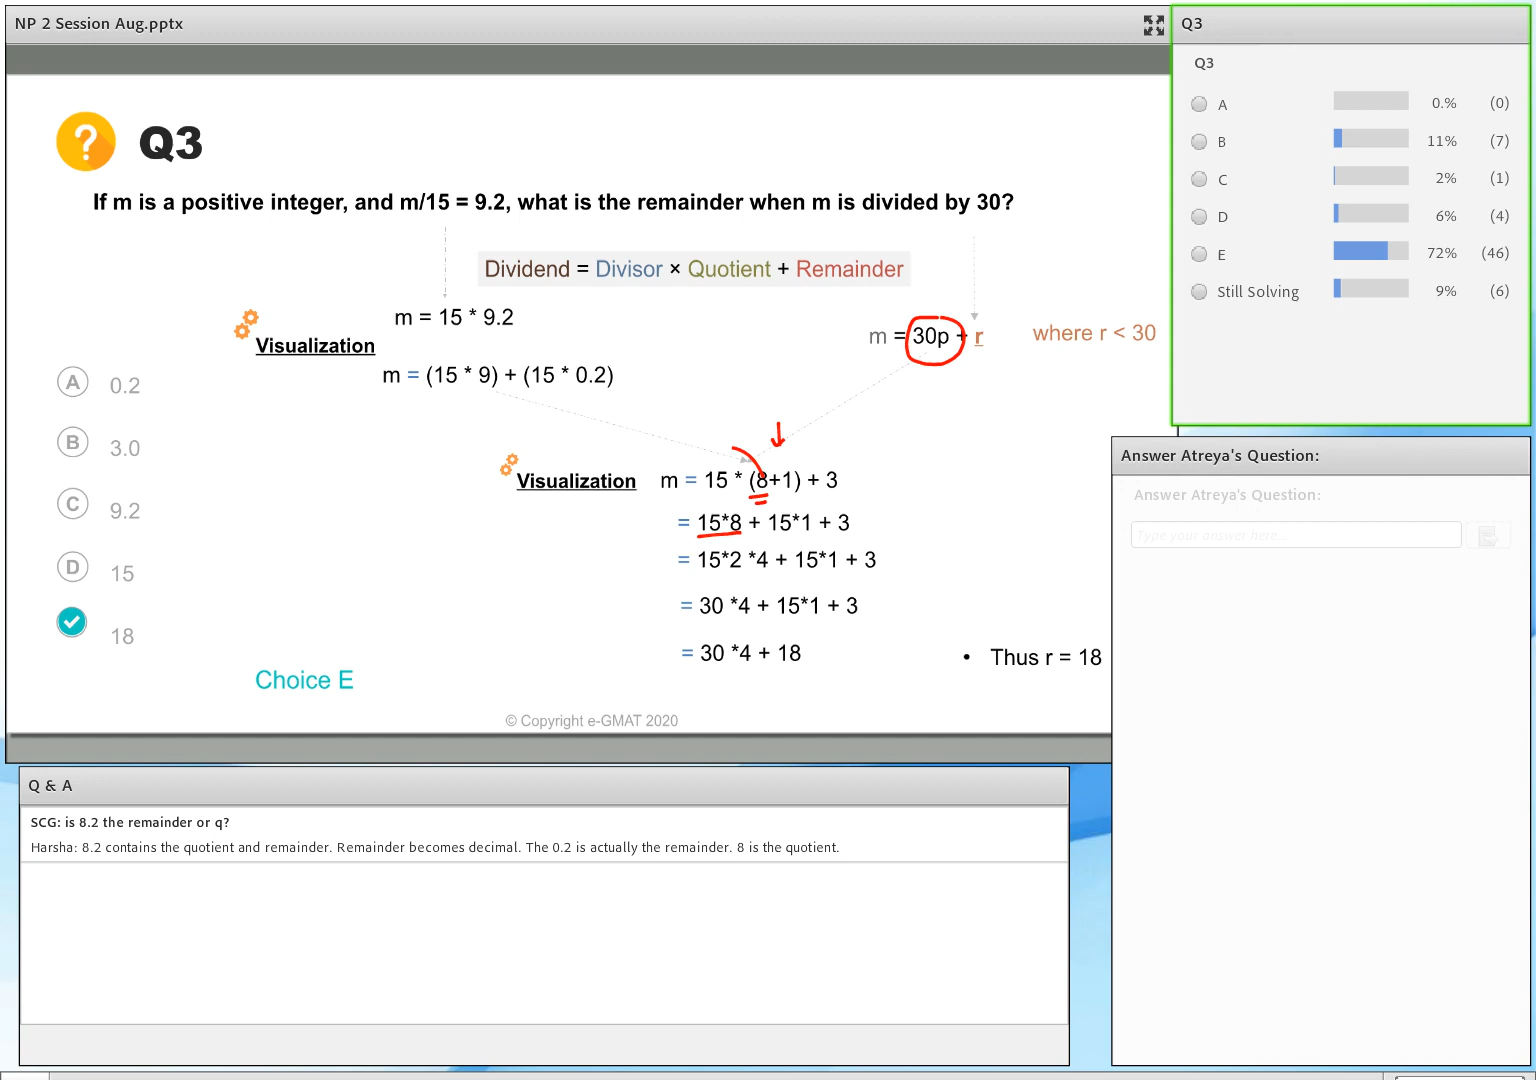 NP 2 Session Aug.pptx
Q3
If m is a positive integer, and m/15 = 9.2, what is the remainder when m is divided by 30?
Dividend = Divisor × Quotient + Remainder
m = 15 * 9.2
Visualization
m = (15 * 9) + (15 * 0.2)
m = 30p + r where r < 30
A 0.2
B 3.0
C 9.2
D 15
18
Visualization m = 15 * (8+1) + 3
= 15*8 + 15*1 + 3
= 15*2 *4 + 15*1 + 3
= 30 *4 + 15*1 + 3
= 30 *4 + 18
• Thus r = 18
Choice E
© Copyright e-GMAT 2020
Q3
Q3
A 0.% (0)
B 11% (7)
C 2% (1)
D 6% (4)
E 72% (46)
Still Solving 9% (6)
Answer Atreya's Question:
Answer Atreya's Question:
Type your answer here...
Q & A
SCG: is 8.2 the remainder or q?
Harsha: 8.2 contains the quotient and remainder. Remainder becomes decimal. The 0.2 is actually the remainder. 8 is the quotient.